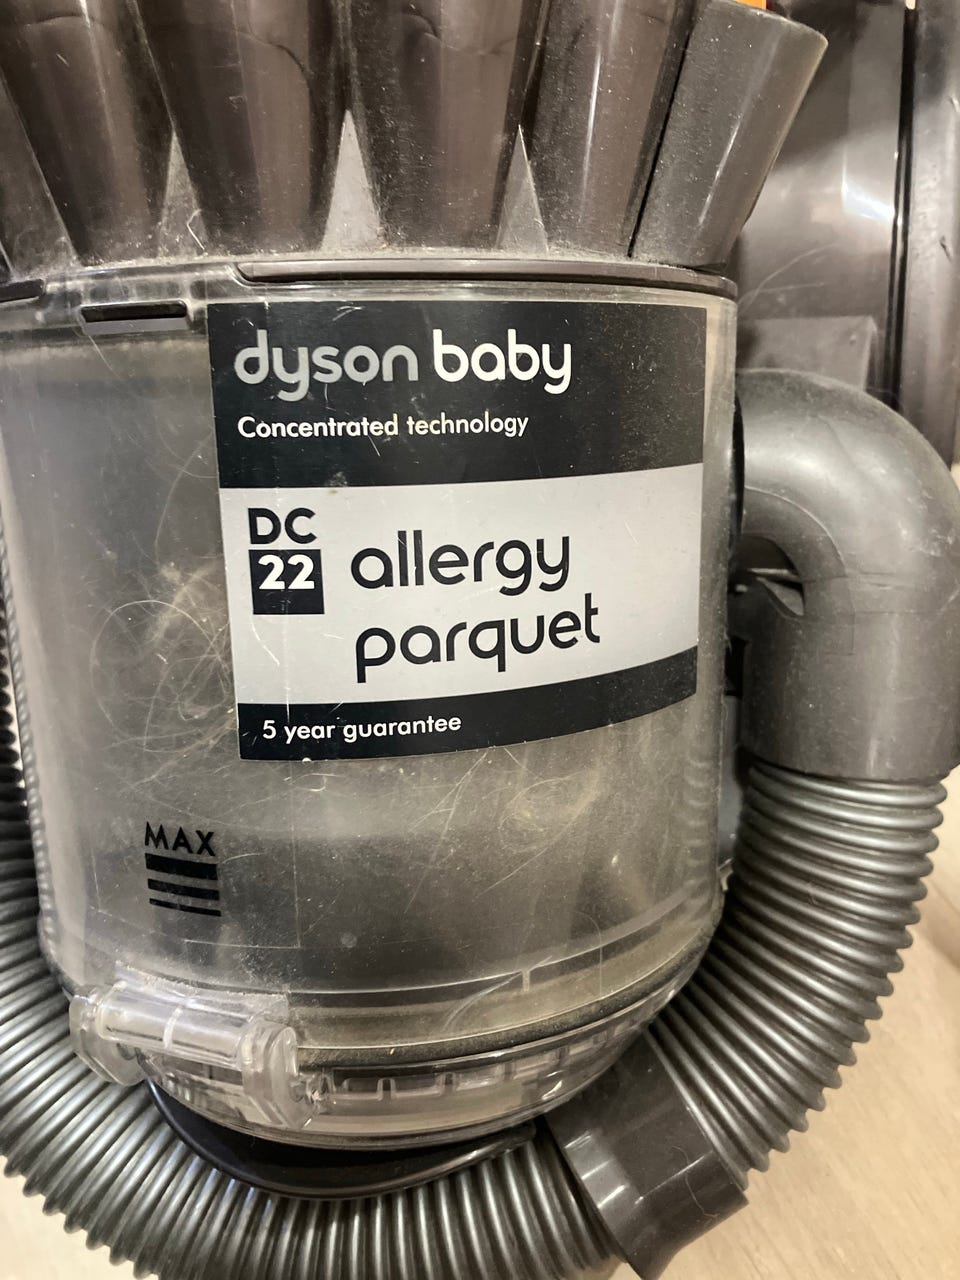 dyson baby
Concentrated technology
DC
22
allergy
parquet
5 year guarantee
MAX